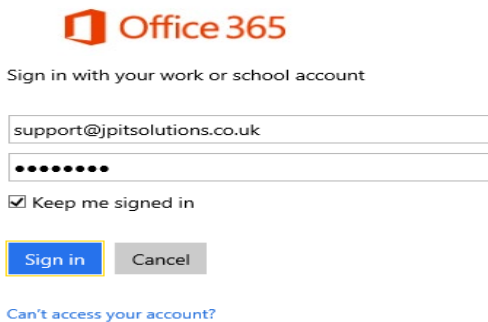 Office 365
Sign in with your work or school account
support@jpitsolutions.co.uk
••••••••
Keep me signed in
Sign in Cancel
Can't access your account?